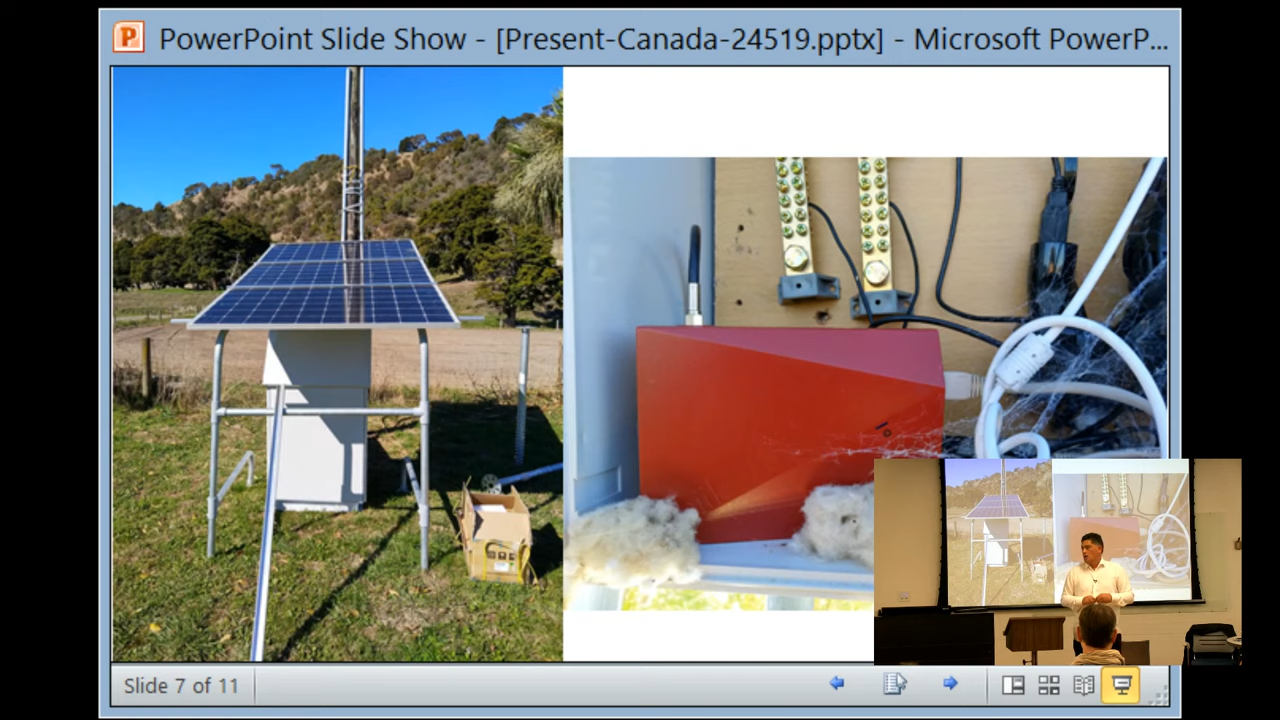 PowerPoint Slide Show - [Present-Canada-24519.pptx] - Microsoft PowerP...
Slide 7 of 11